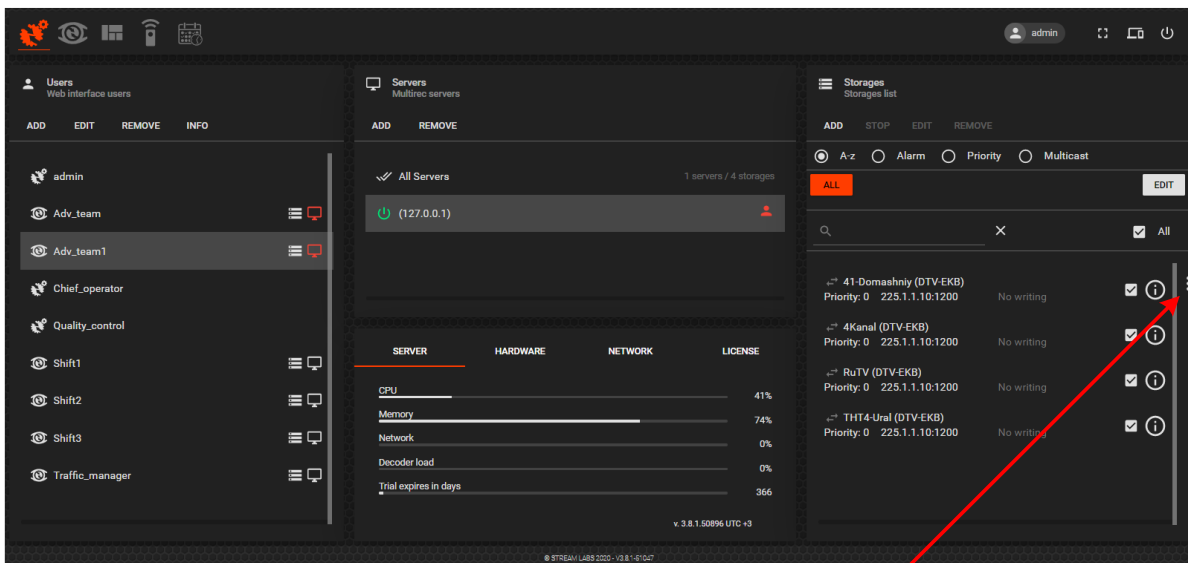 admin
Users
Web interface users
ADD EDIT REMOVE INFO
admin
Adv_team
Adv_team1
Chief_operator
Quality_control
Shift1
Shift2
Shift3
Traffic_manager
Servers
Multirec servers
ADD REMOVE
All Servers 1 servers / 4 storages
(127.0.0.1)
SERVER HARDWARE NETWORK LICENSE
CPU 41%
Memory 74%
Network 0%
Decoder load 0%
Trial expires in days 366
v. 3.8.1.50896 UTC +3
Storages
Storages list
ADD STOP EDIT REMOVE
A-z Alarm Priority Multicast
ALL EDIT
All
41-Domashniy (DTV-EKB)
Priority: 0 225.1.1.10:1200 No writing
4Kanal (DTV-EKB)
Priority: 0 225.1.1.10:1200 No writing
RuTV (DTV-EKB)
Priority: 0 225.1.1.10:1200 No writing
THT4-Ural (DTV-EKB)
Priority: 0 225.1.1.10:1200 No writing
© STREAM LABS 2020 - V3.8.1-51047